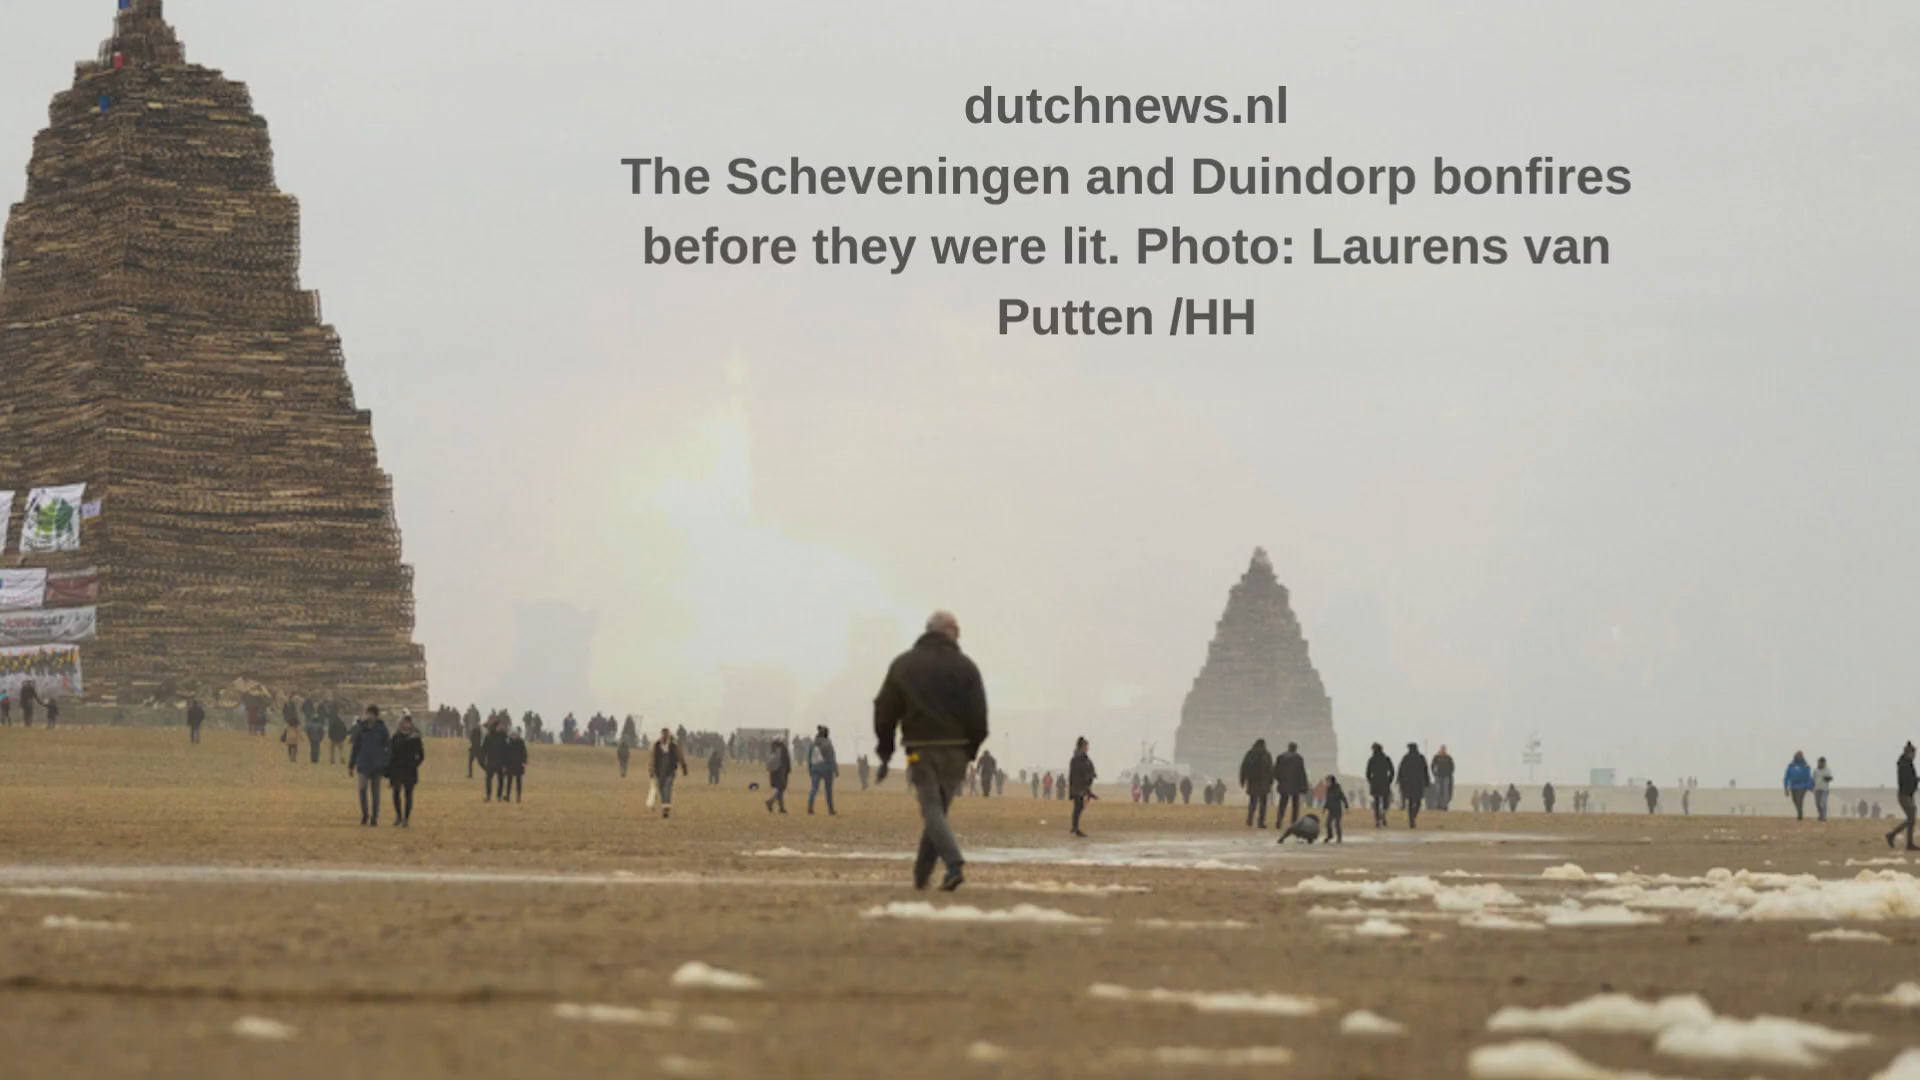 dutchnews.nl
The Scheveningen and Duindorp bonfires
before they were lit. Photo: Laurens van
Putten /HH